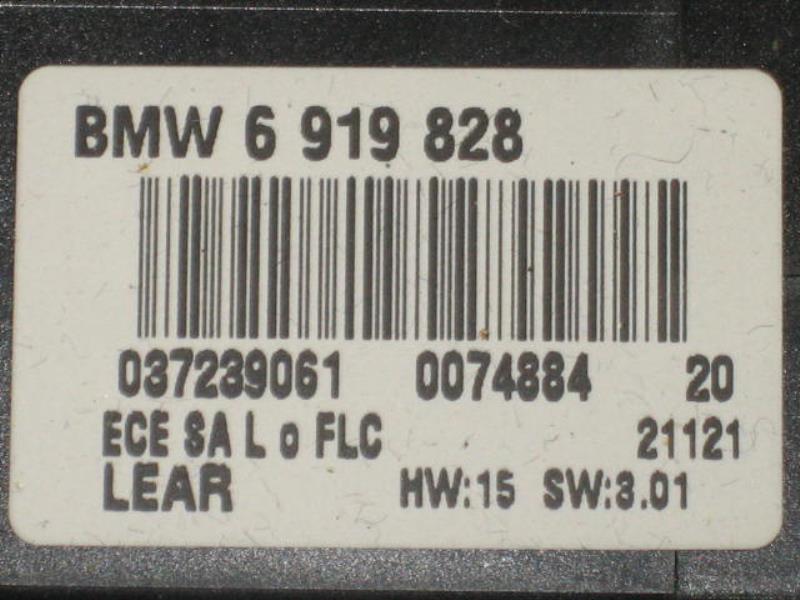 BMW 6 919 828
037239061 0074884 20
ECE SA L o FLC 21121
LEAR HW:15 SW:3.01